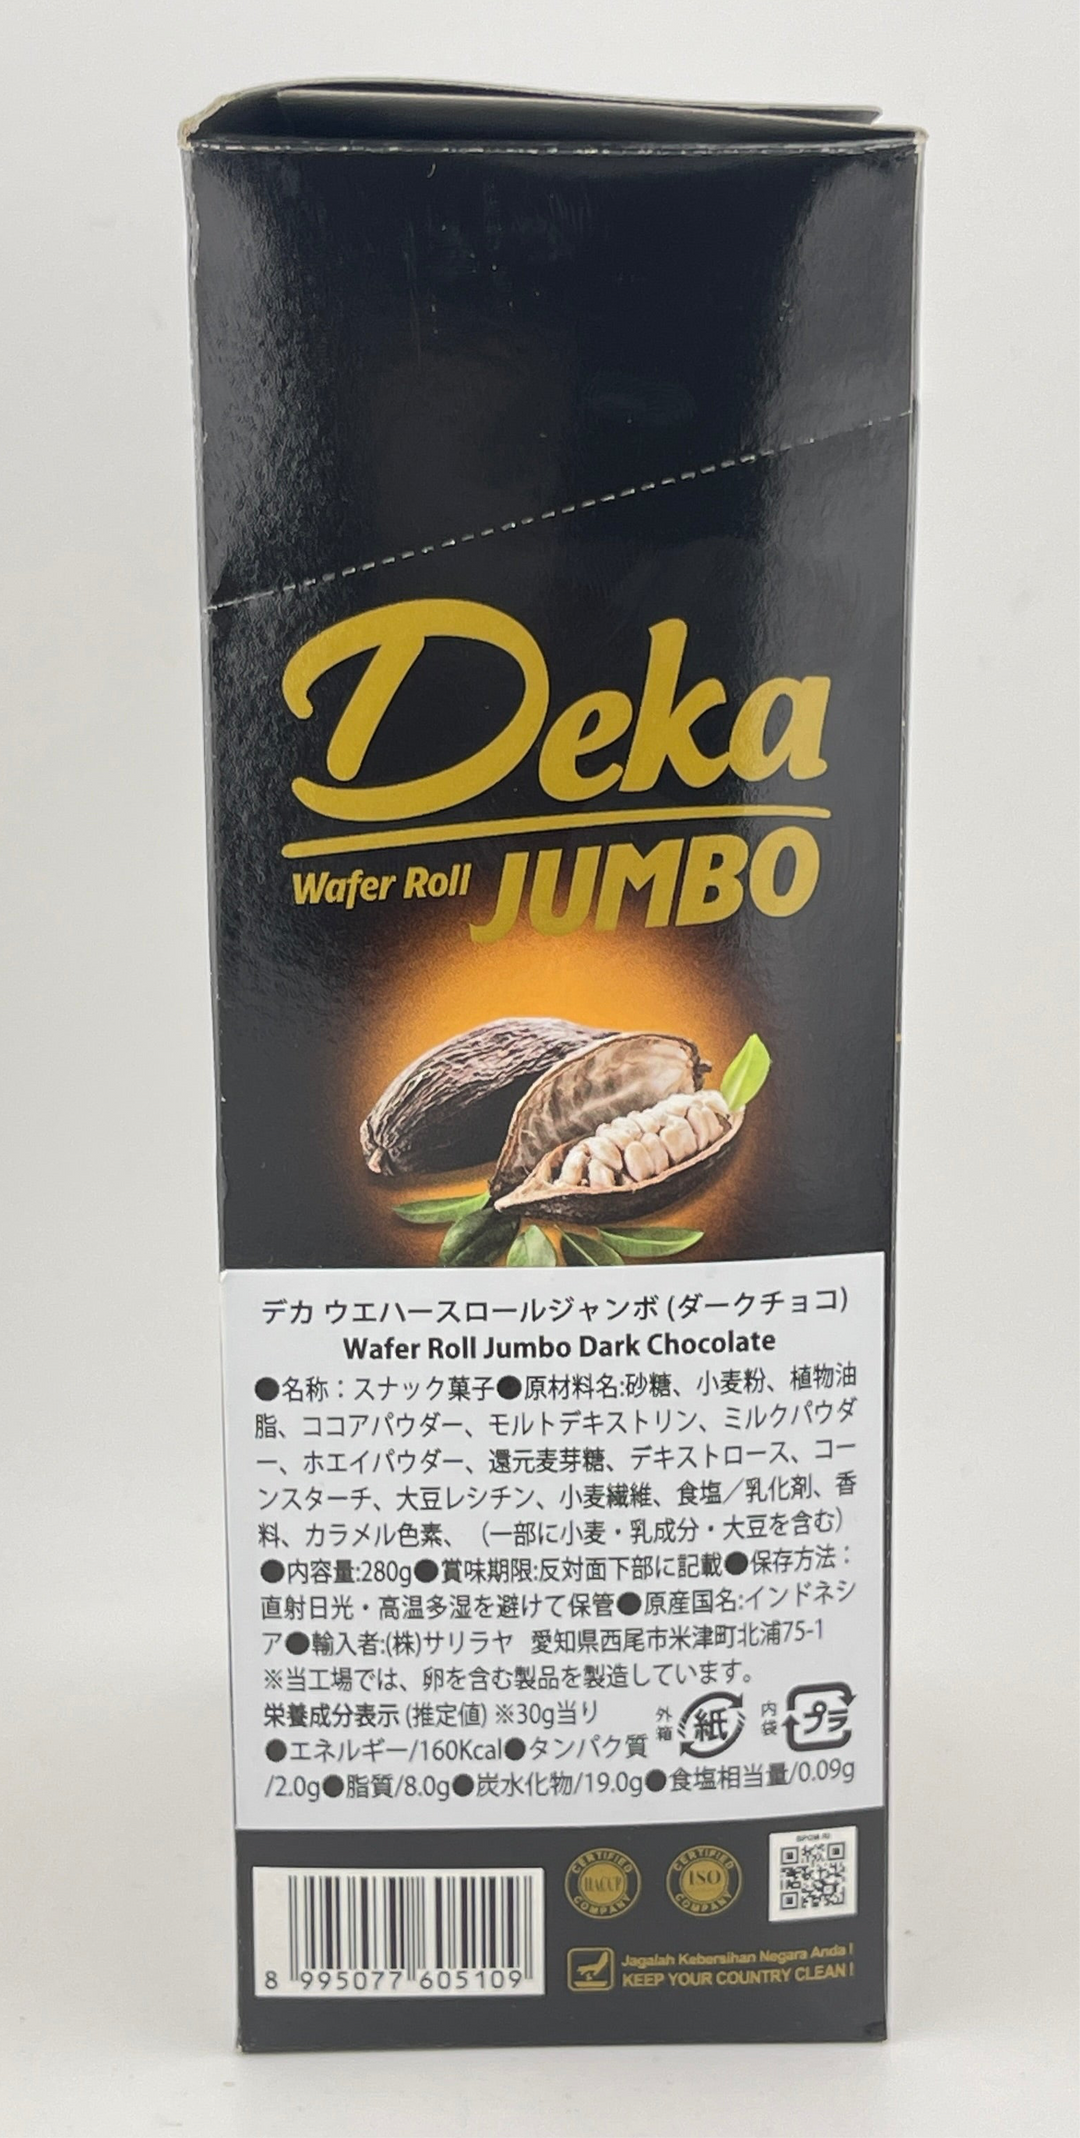 Deka
Wafer Roll JUMBO
デカ ウエハースロールジャンボ (ダークチョコ)
Wafer Roll Jumbo Dark Chocolate
●名称：スナック菓子●原材料名:砂糖、小麦粉、植物油
脂、ココアパウダー、モルトデキストリン、ミルクパウダ
ー、ホエイパウダー、還元麦芽糖、デキストロース、コー
ンスターチ、大豆レシチン、小麦繊維、食塩／乳化剤、香
料、カラメル色素、（一部に小麦・乳成分・大豆を含む）
●内容量:280g●賞味期限:反対面下部に記載●保存方法：
直射日光・高温多湿を避けて保管●原産国名:インドネシ
ア●輸入者:(株)サリラヤ 愛知県西尾市米津町北浦75-1
※当工場では、卵を含む製品を製造しています。
栄養成分表示 (推定値) ※30g当り
外箱 紙 内袋 プラ
●エネルギー/160Kcal●タンパク質
/2.0g●脂質/8.0g●炭水化物/19.0g●食塩相当量/0.09g
CERTIFIED HACCP COMPANY
CERTIFIED ISO COMPANY
BPOM RI
Jagalah Kebersihan Negara Anda !
KEEP YOUR COUNTRY CLEAN !
8 995077 605109